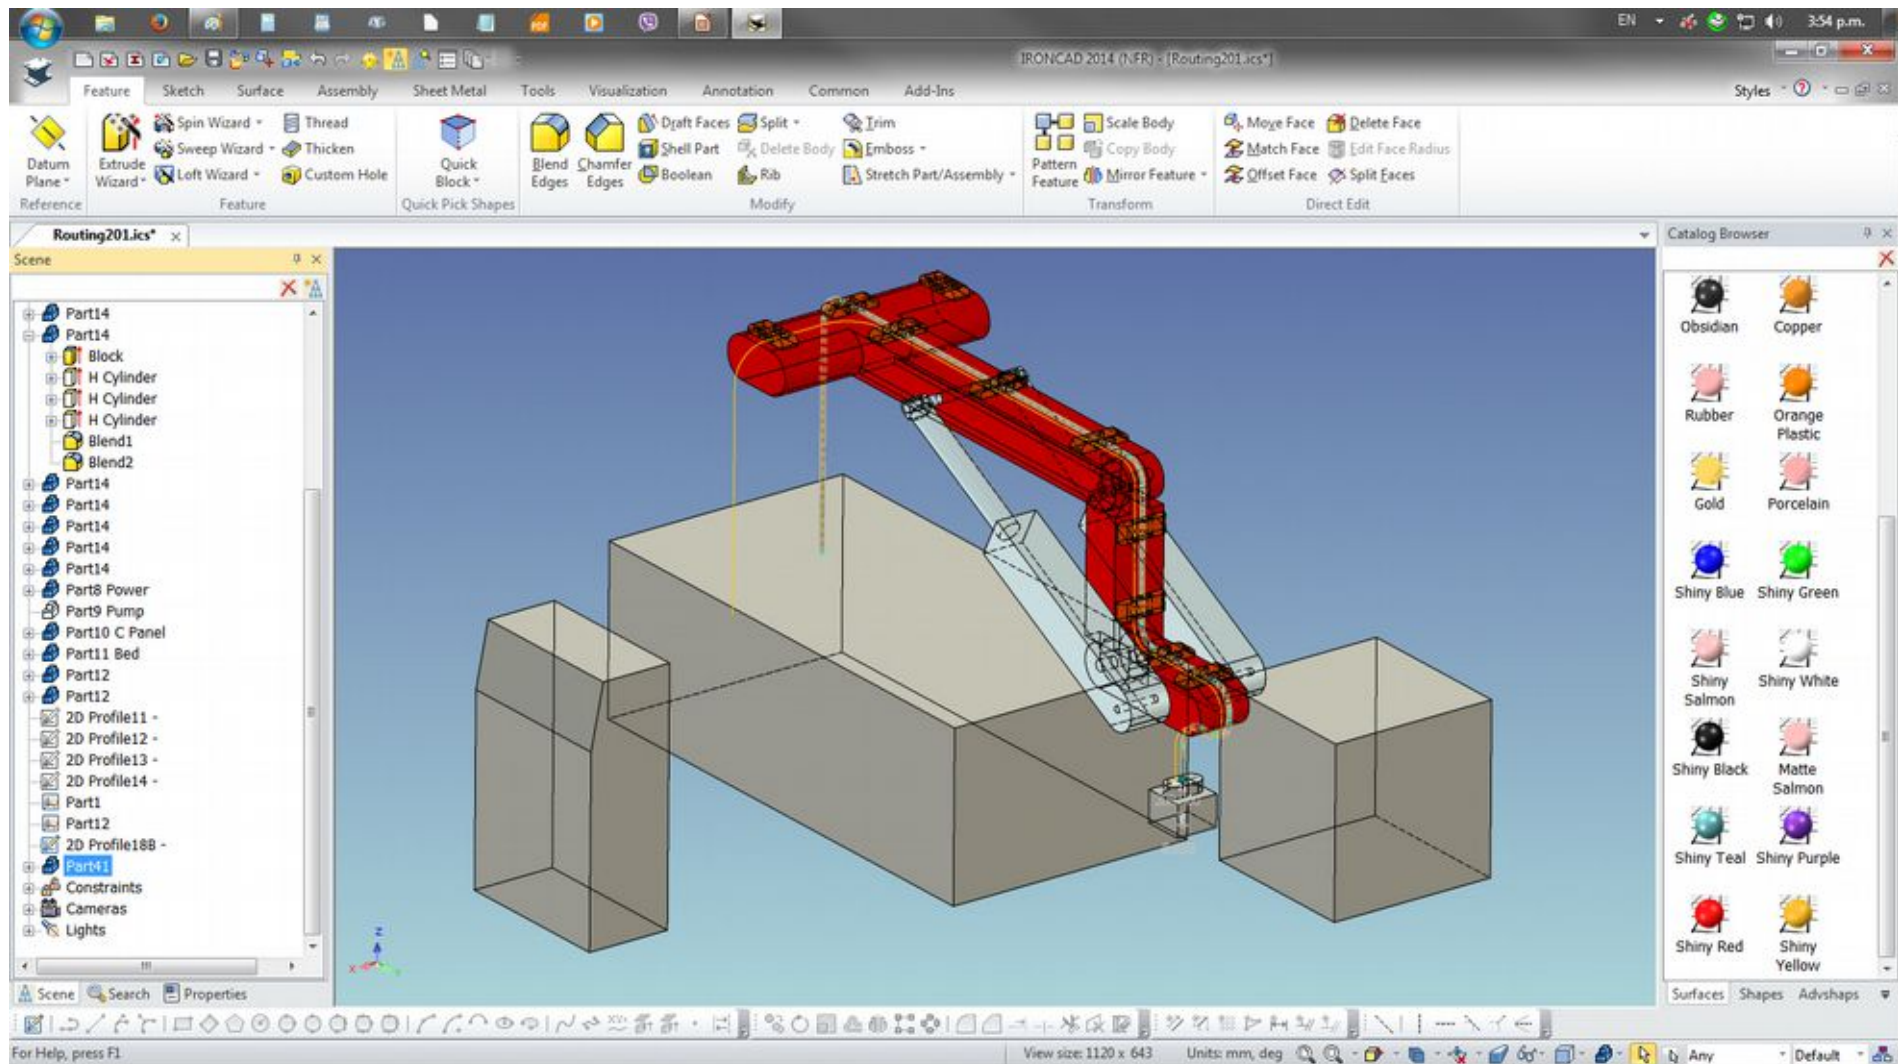 EN
3:54 p.m.
IRONCAD 2014 (NFR) - [Routing201.ics*]
Feature Sketch Surface Assembly Sheet Metal Tools Visualization Annotation Common Add-Ins
Styles
Spin Wizard
Thread
Draft Faces
Split
Trim
Scale Body
Move Face
Delete Face
Sweep Wizard
Thicken
Shell Part
Delete Body
Emboss
Copy Body
Match Face
Edit Face Radius
Datum Plane
Extrude Wizard
Loft Wizard
Custom Hole
Quick Block
Blend Edges
Chamfer Edges
Boolean
Rib
Stretch Part/Assembly
Pattern Feature
Mirror Feature
Offset Face
Split Faces
Reference
Feature
Quick Pick Shapes
Modify
Transform
Direct Edit
Routing201.ics*
Scene
Part14
Part14
Block
H Cylinder
H Cylinder
H Cylinder
Blend1
Blend2
Part14
Part14
Part14
Part14
Part14
Part8 Power
Part9 Pump
Part10 C Panel
Part11 Bed
Part12
Part12
2D Profile11 -
2D Profile12 -
2D Profile13 -
2D Profile14 -
Part1
Part12
2D Profile18B -
Part41
Constraints
Cameras
Lights
Scene Search Properties
Z
X
Catalog Browser
Obsidian Copper
Rubber Orange
Plastic
Gold Porcelain
Shiny Blue Shiny Green
Shiny Shiny White
Salmon
Shiny Black Matte
Salmon
Shiny Teal Shiny Purple
Shiny Red Shiny
Yellow
Surfaces Shapes Advshaps
For Help, press F1
View size: 1120 x 643
Units: mm, deg
Any
Default